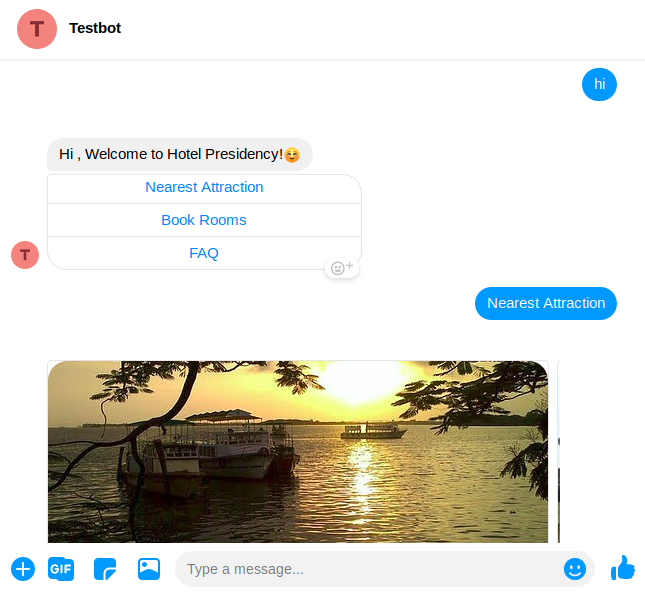 T
Testbot
hi
Hi , Welcome to Hotel Presidency!😊
Nearest Attraction
Book Rooms
FAQ
T
Nearest Attraction
GIF
Type a message...